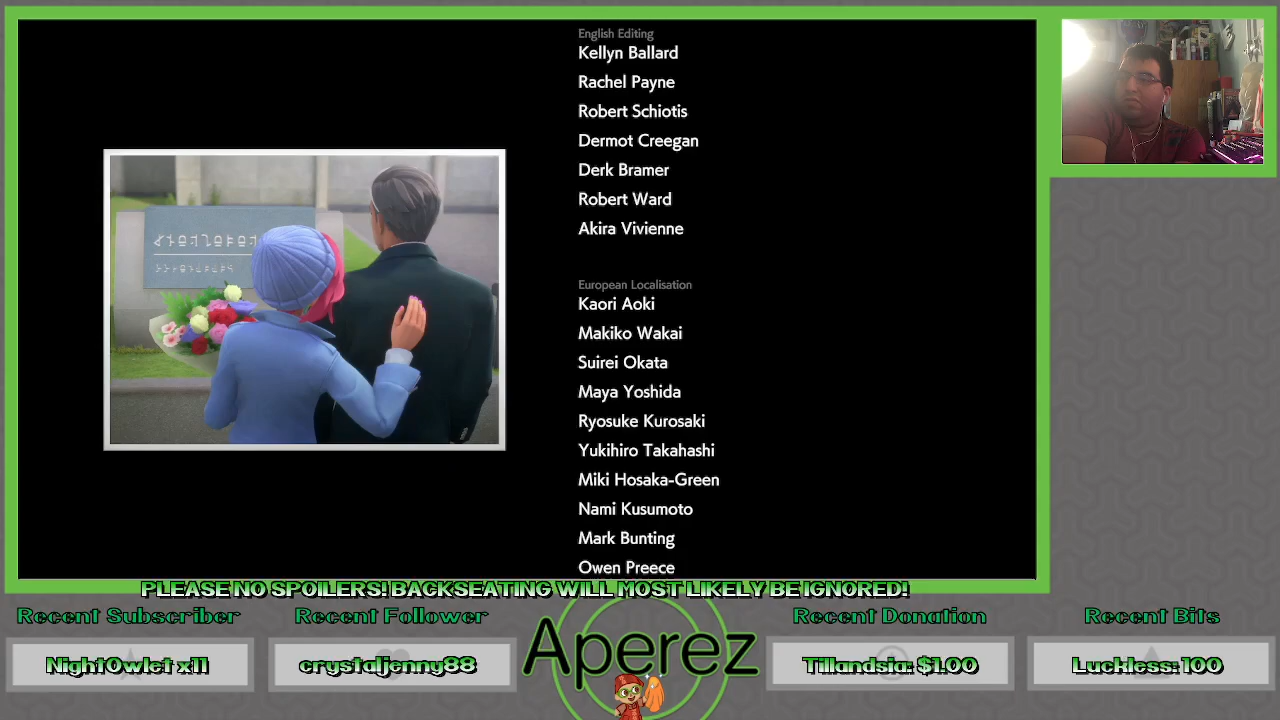 English Editing
Kellyn Ballard
Rachel Payne
Robert Schiotis
Dermot Creegan
Derk Bramer
Robert Ward
Akira Vivienne
European Localisation
Kaori Aoki
Makiko Wakai
Suirei Okata
Maya Yoshida
Ryosuke Kurosaki
Yukihiro Takahashi
Miki Hosaka-Green
Nami Kusumoto
Mark Bunting
Owen Preece
PLEASE NO SPOILERS! BACKSEATING WILL MOST LIKELY BE IGNORED!
Recent Subscriber
NightOwlet x11
Recent Follower
crystaljenny88
Aperez
Recent Donation
Tillandsia: $1.00
Recent Bits
Luckless: 100